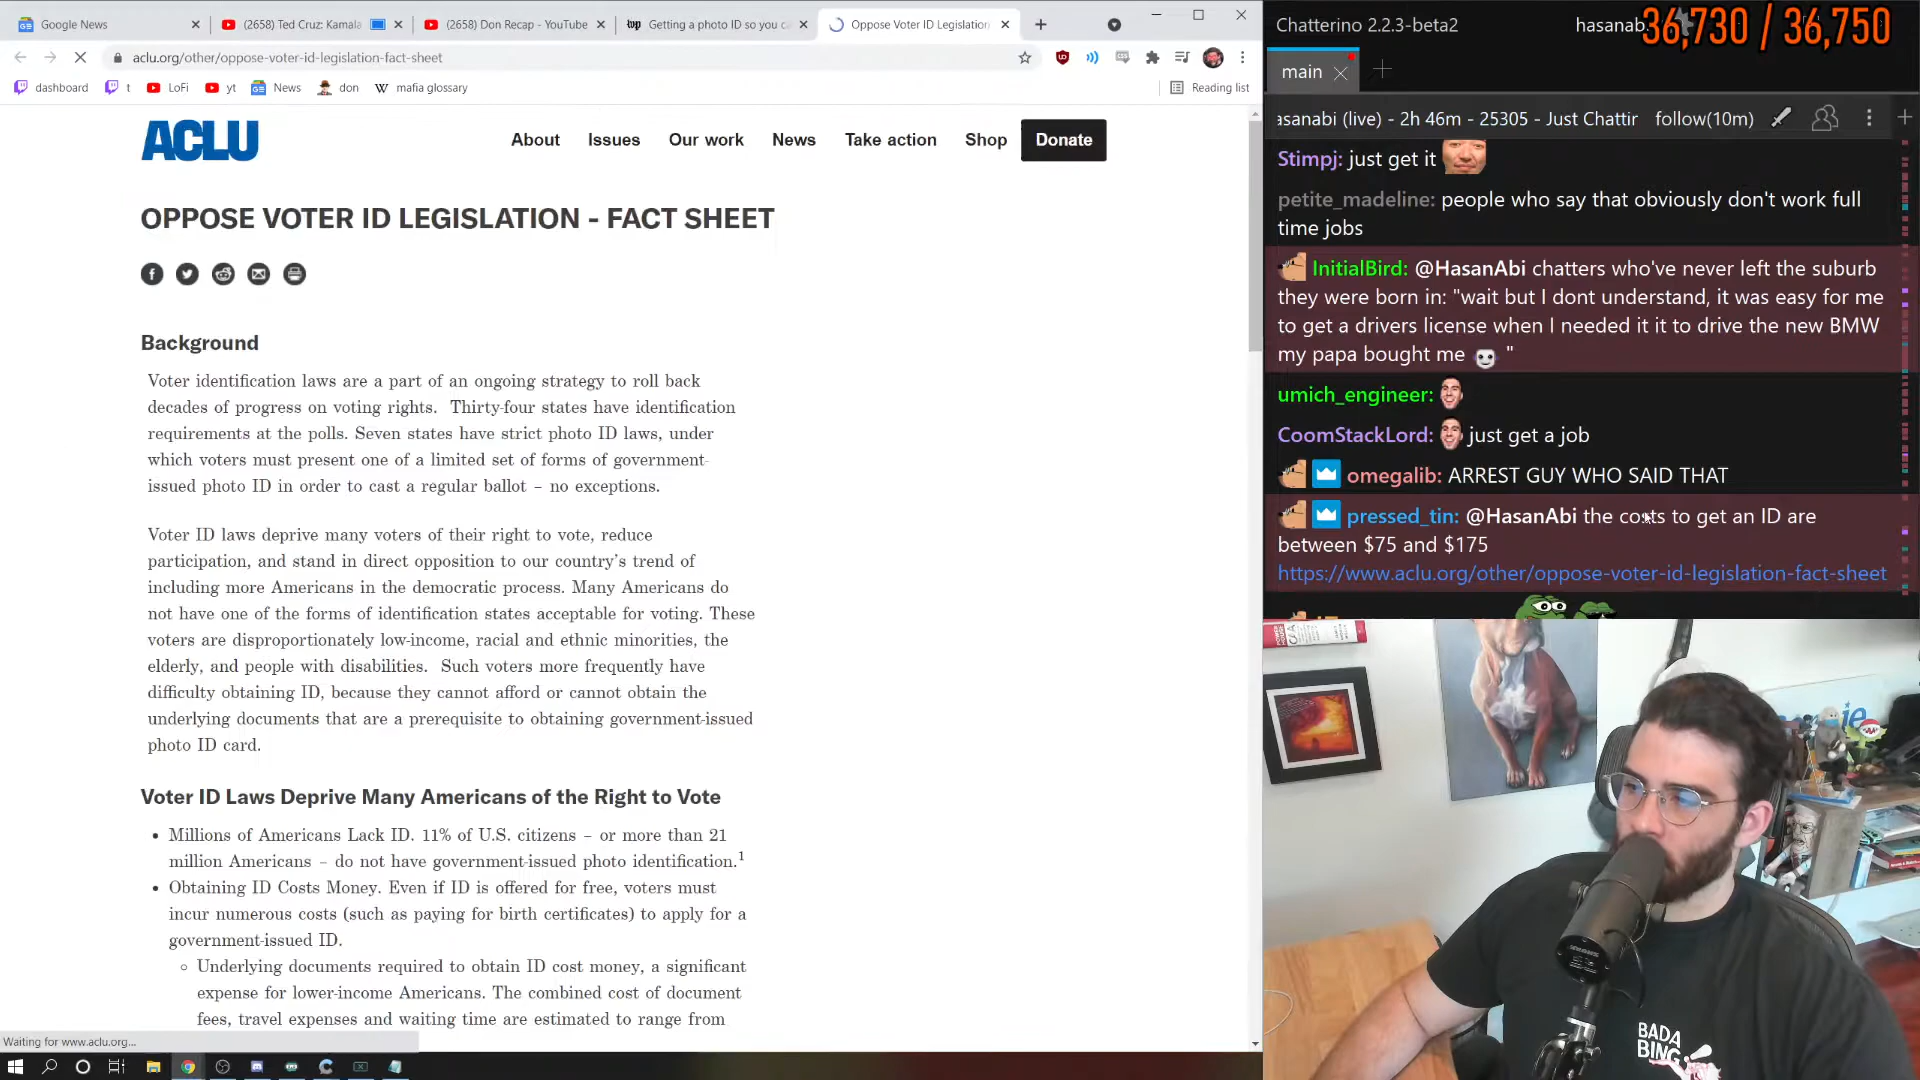 Google News
(2658) Ted Cruz: Kamala
(2658) Don Recap - YouTube
Getting a photo ID so you c
Oppose Voter ID Legislation
aclu.org/other/oppose-voter-id-legislation-fact-sheet
dashboard
t
LoFi
yt
News
don
mafia glossary
Reading list
ACLU
About
Issues
Our work
News
Take action
Shop
Donate
OPPOSE VOTER ID LEGISLATION - FACT SHEET
Background
Voter identification laws are a part of an ongoing strategy to roll back
decades of progress on voting rights. Thirty-four states have identification
requirements at the polls. Seven states have strict photo ID laws, under
which voters must present one of a limited set of forms of government-
issued photo ID in order to cast a regular ballot – no exceptions.
Voter ID laws deprive many voters of their right to vote, reduce
participation, and stand in direct opposition to our country's trend of
including more Americans in the democratic process. Many Americans do
not have one of the forms of identification states acceptable for voting. These
voters are disproportionately low-income, racial and ethnic minorities, the
elderly, and people with disabilities. Such voters more frequently have
difficulty obtaining ID, because they cannot afford or cannot obtain the
underlying documents that are a prerequisite to obtaining government-issued
photo ID card.
Voter ID Laws Deprive Many Americans of the Right to Vote
Millions of Americans Lack ID. 11% of U.S. citizens – or more than 21
million Americans – do not have government-issued photo identification.1
Obtaining ID Costs Money. Even if ID is offered for free, voters must
incur numerous costs (such as paying for birth certificates) to apply for a
government-issued ID.
Underlying documents required to obtain ID cost money, a significant
expense for lower-income Americans. The combined cost of document
fees, travel expenses and waiting time are estimated to range from
Waiting for www.aclu.org...
Chatterino 2.2.3-beta2
hasanab
36,730 / 36,750
main
asanabi (live) - 2h 46m - 25305 - Just Chattir
follow(10m)
Stimpj: just get it
petite_madeline: people who say that obviously don't work full
time jobs
InitialBird: @HasanAbi chatters who've never left the suburb
they were born in: "wait but I dont understand, it was easy for me
to get a drivers license when I needed it it to drive the new BMW
my papa bought me "
umich_engineer:
CoomStackLord: just get a job
omegalib: ARREST GUY WHO SAID THAT
pressed_tin: @HasanAbi the costs to get an ID are
between $75 and $175
https://www.aclu.org/other/oppose-voter-id-legislation-fact-sheet
BADA
BING